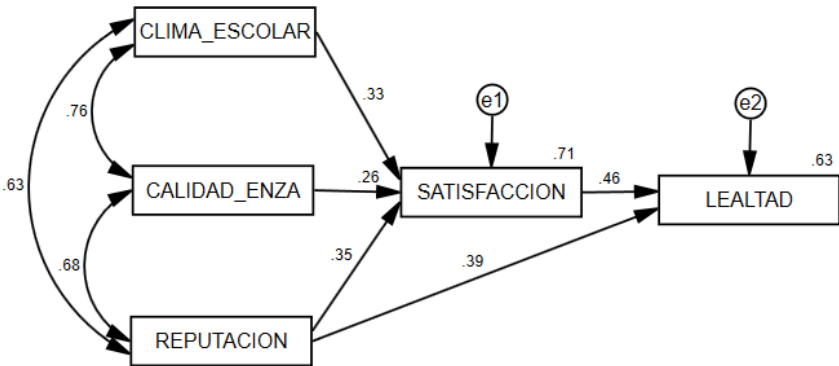 CLIMA_ESCOLAR
.33
e1
e2
.76
.71
.63
.63
CALIDAD_ENZA
.26
SATISFACCION
.46
LEALTAD
.68
.35
.39
REPUTACION